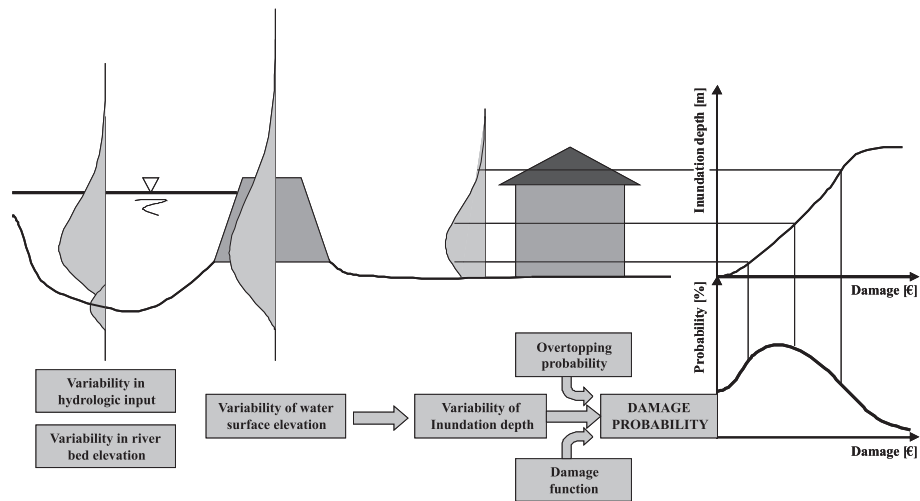 Inundation depth [m]
Damage [€]
Probability [%]
Damage [€]
Variability in
hydrologic input
Variability in river
bed elevation
Variability of water
surface elevation
Variability of
Inundation depth
Overtopping
probability
Damage
function
DAMAGE
PROBABILITY